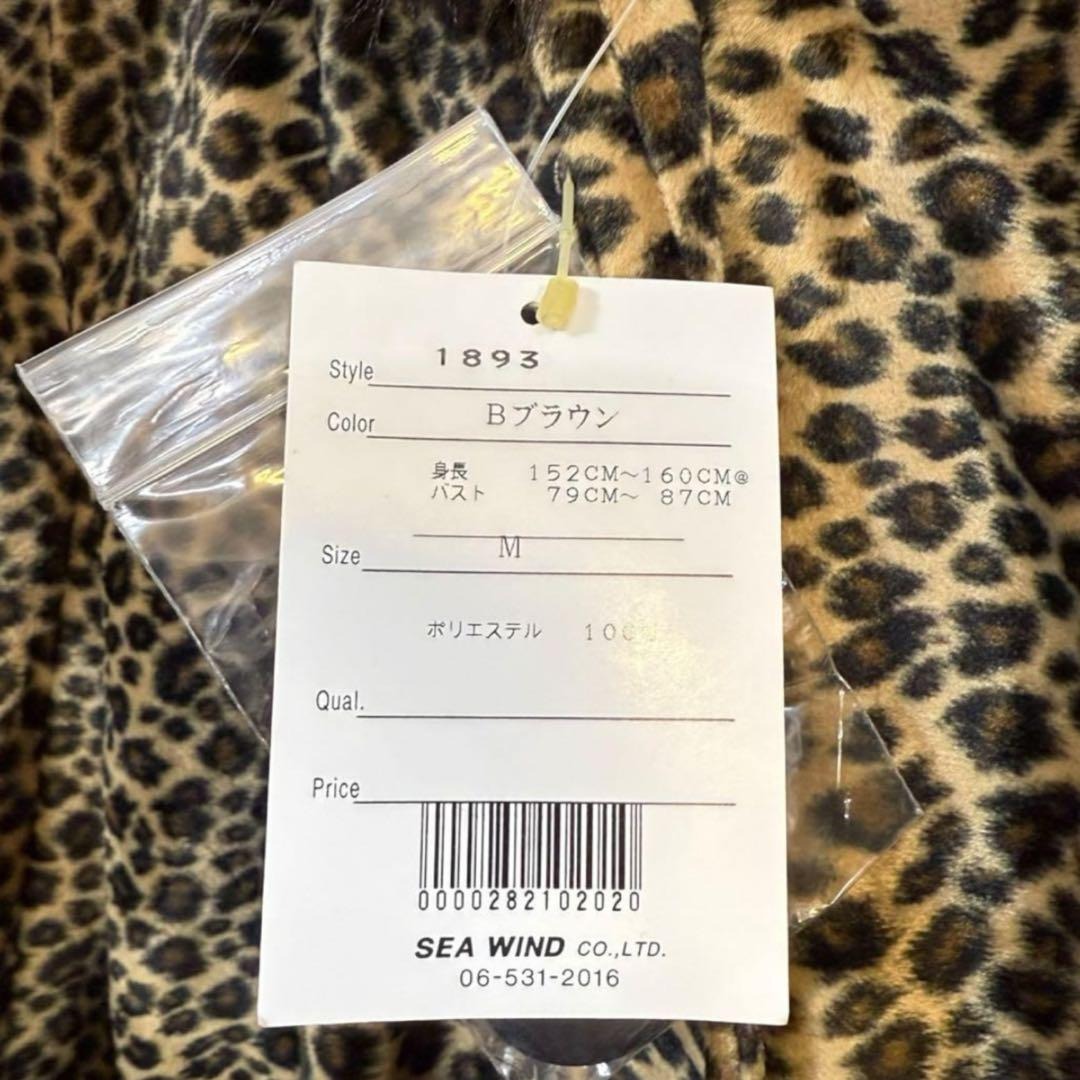 Style 1893
Color Bブラウン
身長 152CM~160CM@
バスト 79CM~ 87CM
Size M
ポリエステル
Qual.
Price
0000282102020
SEA WIND CO.,LTD.
06-531-2016